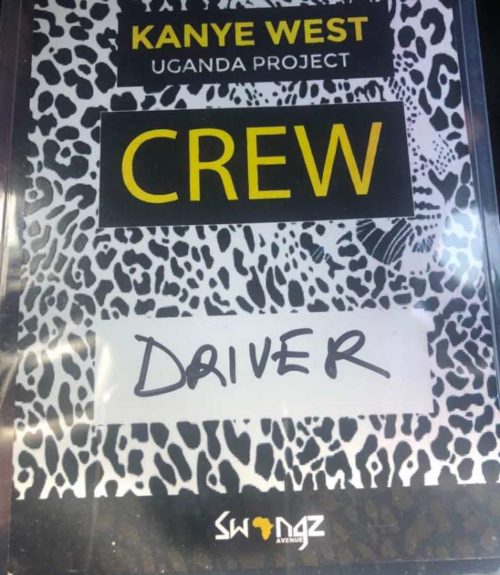 KANYE WEST
UGANDA PROJECT
CREW
DRIVER
Swangz
AVENUE